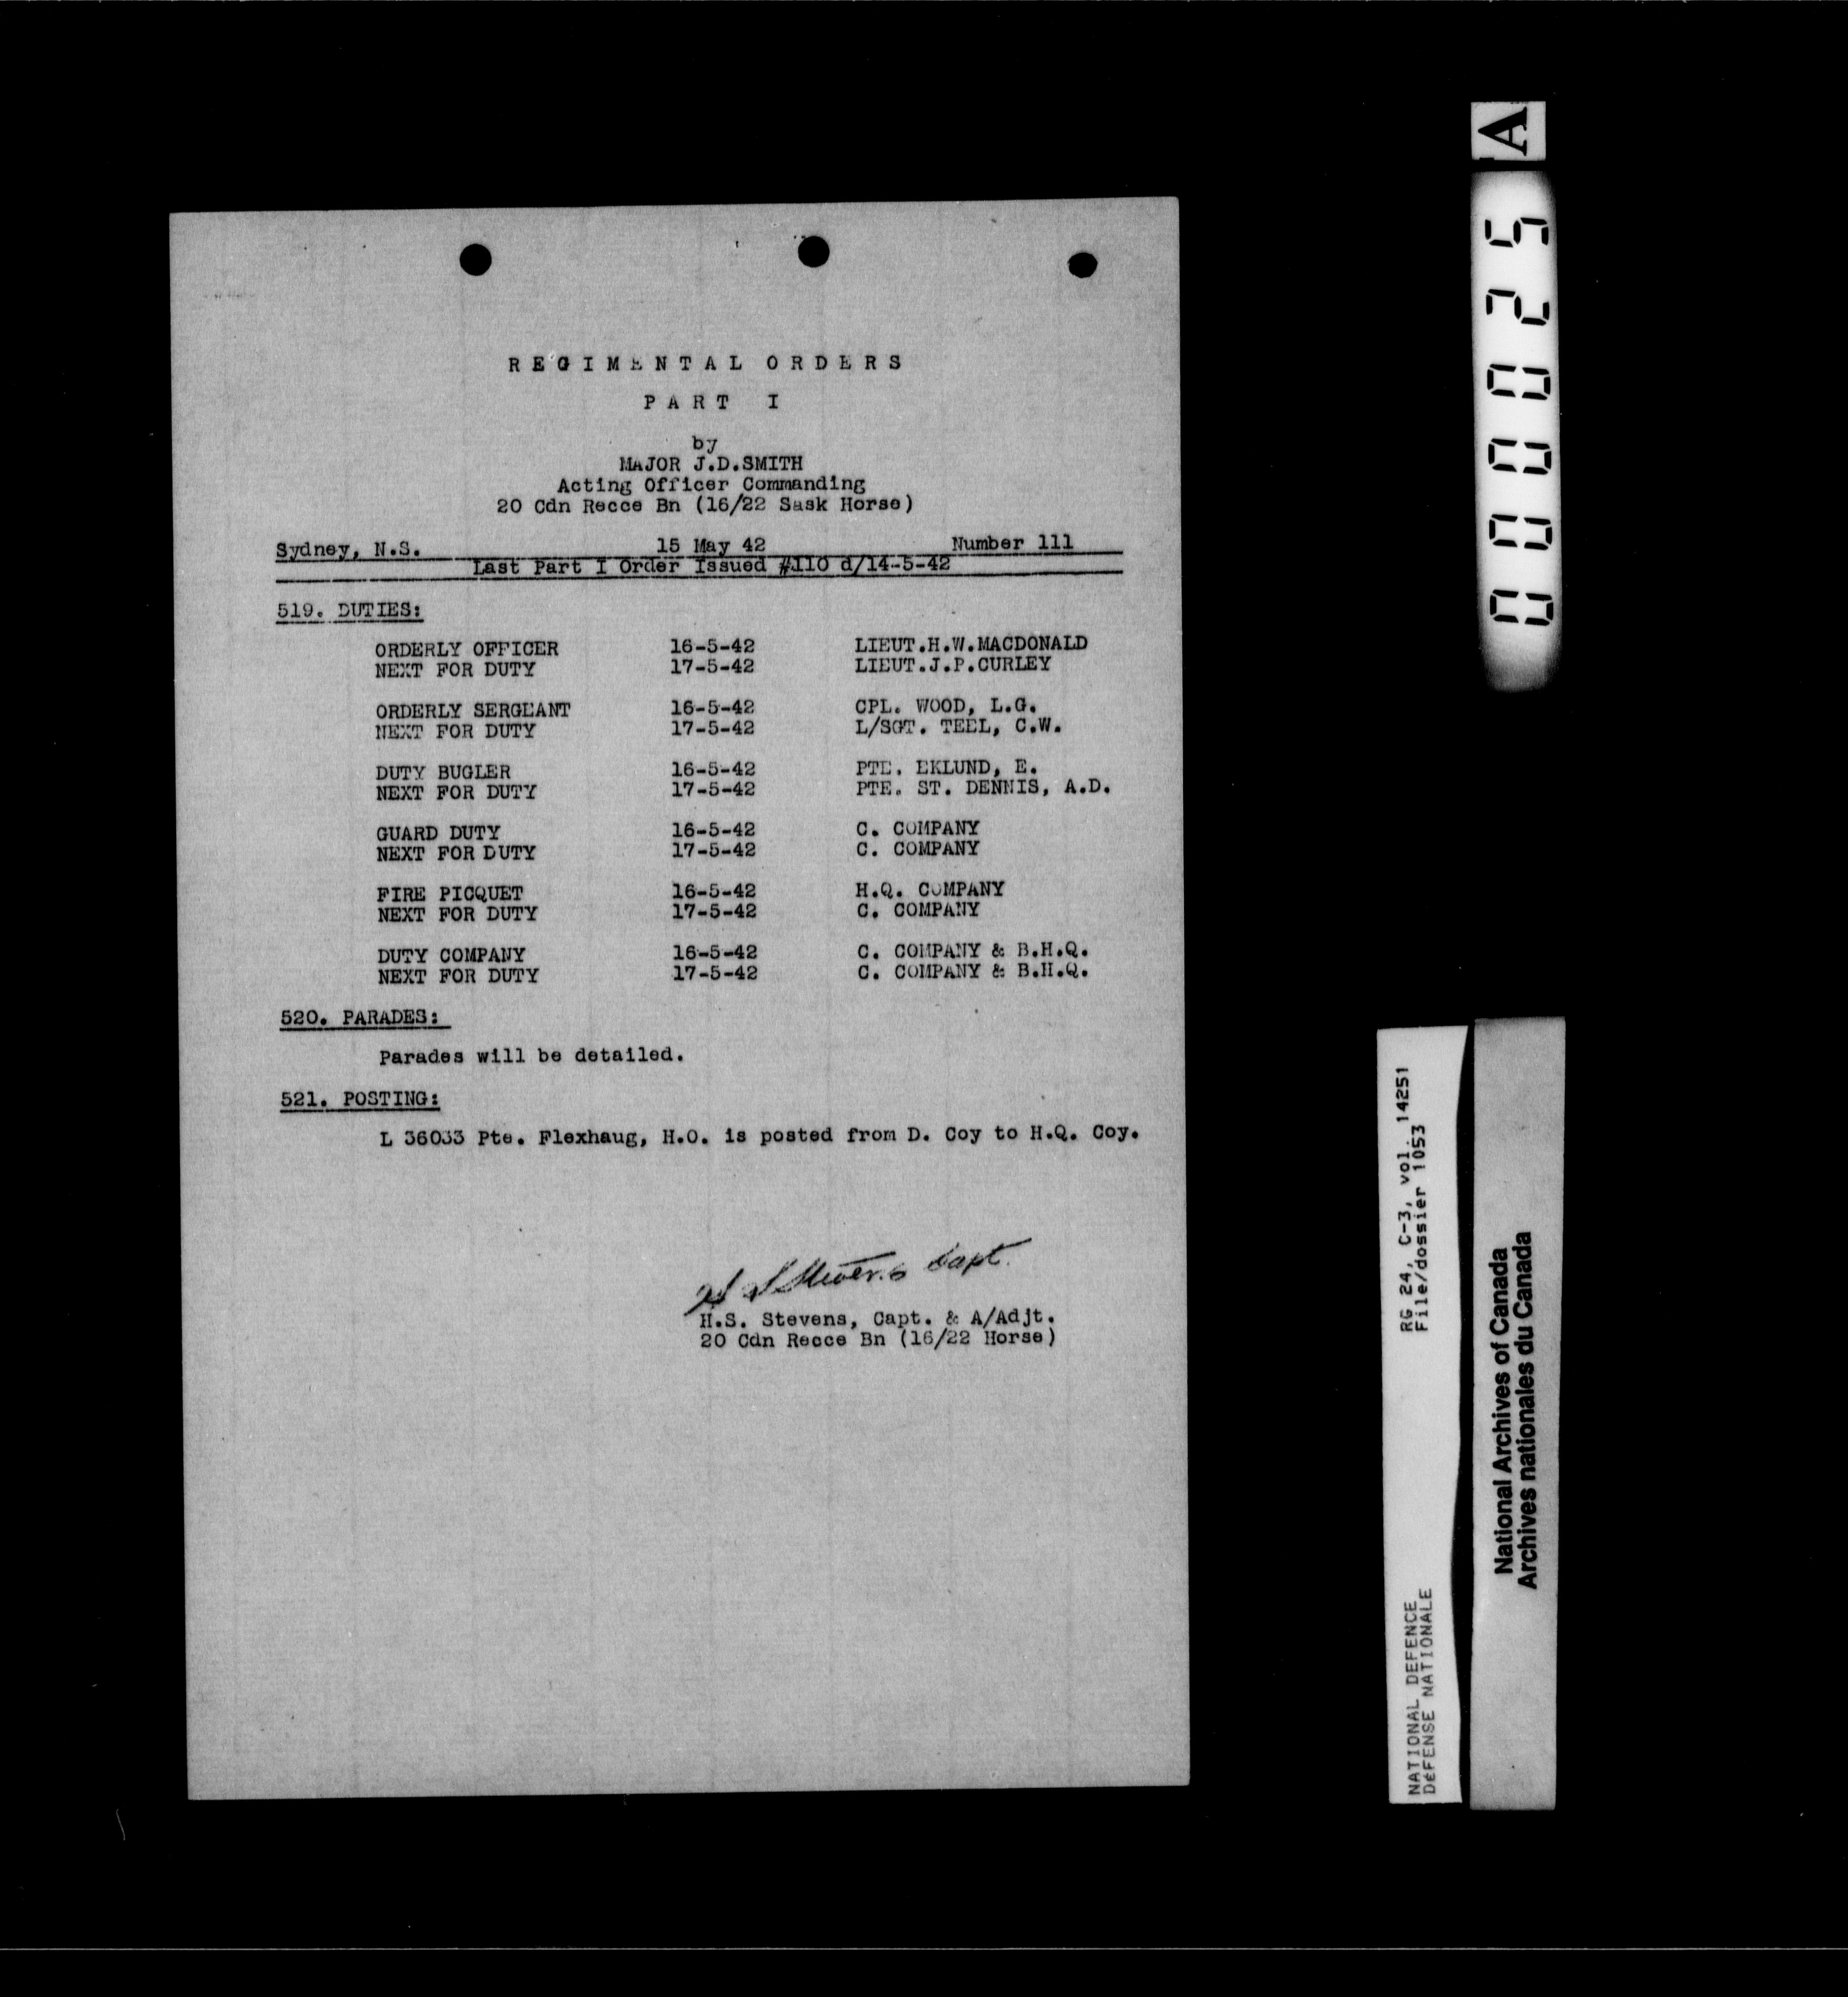 REGIMENTAL ORDERS
PART I
by
MAJOR J.D.SMITH
Acting Officer Commanding
20 Cdn Recce Bn (16/22 Sask Horse)
Sydney, N.S. 15 May 42 Number 111
Last Part I Order Issued #110 d/14-5-42
519. DUTIES:
ORDERLY OFFICER 16-5-42 LIEUT.H.W.MACDONALD
NEXT FOR DUTY 17-5-42 LIEUT.J.P.CURLEY
ORDERLY SERGEANT 16-5-42 CPL. WOOD, L.G.
NEXT FOR DUTY 17-5-42 L/SGT. TEEL, C.W.
DUTY BUGLER 16-5-42 PTE. EKLUND, E.
NEXT FOR DUTY 17-5-42 PTE. ST. DENNIS, A.D.
GUARD DUTY 16-5-42 C. COMPANY
NEXT FOR DUTY 17-5-42 C. COMPANY
FIRE PICQUET 16-5-42 H.Q. COMPANY
NEXT FOR DUTY 17-5-42 C. COMPANY
DUTY COMPANY 16-5-42 C. COMPANY & B.H.Q.
NEXT FOR DUTY 17-5-42 C. COMPANY & B.H.Q.
520. PARADES:
Parades will be detailed.
521. POSTING:
L 36033 Pte. Flexhaug, H.O. is posted from D. Coy to H.Q. Coy.
H S Stevens Capt.
H.S. Stevens, Capt. & A/Adjt.
20 Cdn Recce Bn (16/22 Horse)
A
000025
RG 24, C-3, vol. 14251
File/dossier 1053
NATIONAL DEFENCE
DÉFENSE NATIONALE
National Archives of Canada
Archives nationales du Canada